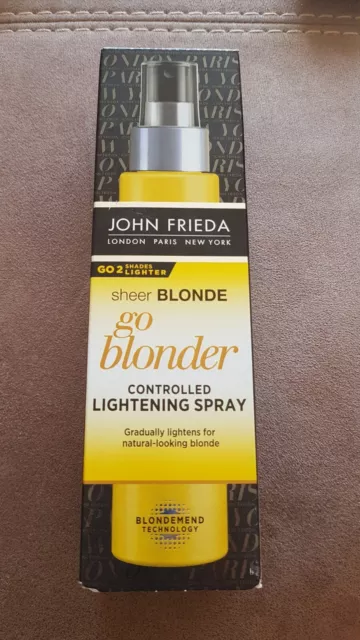 JOHN FRIEDA
LONDON PARIS NEW YORK
GO 2 SHADES LIGHTER
sheer BLONDE
go
blonder
CONTROLLED
LIGHTENING SPRAY
Gradually lightens for
natural-looking blonde
BLONDEMEND
TECHNOLOGY